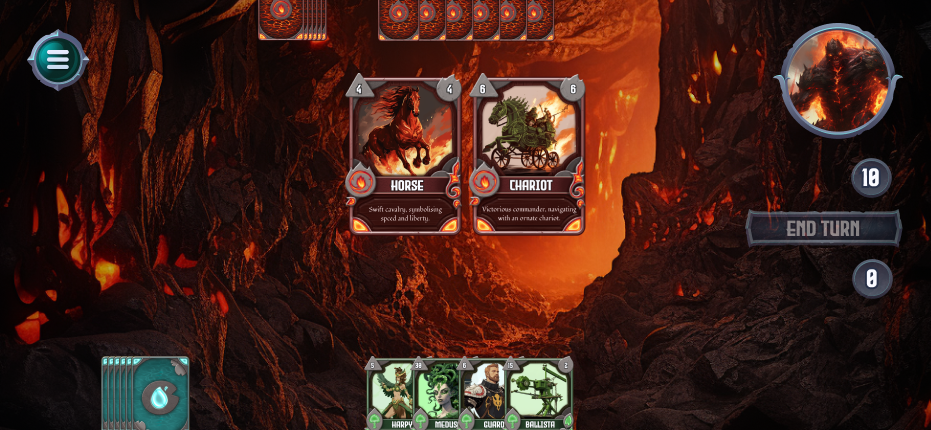 4
4
HORSE
Swift cavalry, symbolising
speed and liberty.
6
6
CHARIOT
Victorious commander, navigating
with an ornate chariot.
10
END TURN
0
5
HARPY
30
MEDUS
6
GUARD
15
2
BALLISTA